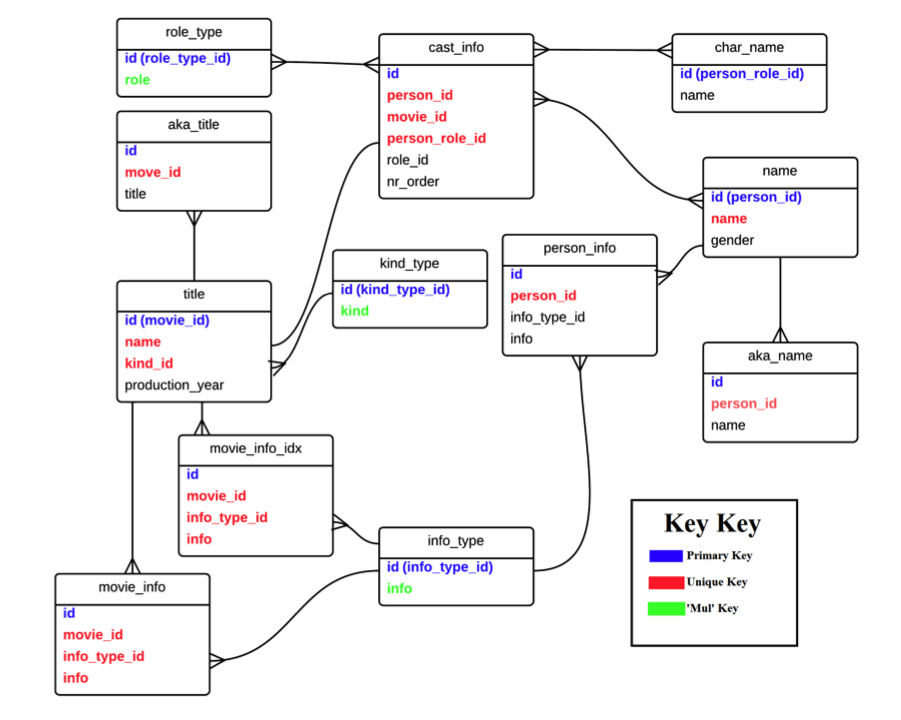 role_type
id (role_type_id)
role
cast_info
id
person_id
movie_id
person_role_id
role_id
nr_order
char_name
id (person_role_id)
name
aka_title
id
move_id
title
name
id (person_id)
name
gender
person_info
id
person_id
info_type_id
info
kind_type
id (kind_type_id)
kind
title
id (movie_id)
name
kind_id
production_year
aka_name
id
person_id
name
movie_info_idx
id
movie_id
info_type_id
info
info_type
id (info_type_id)
info
movie_info
id
movie_id
info_type_id
info
Key Key
Primary Key
Unique Key
'Mul' Key